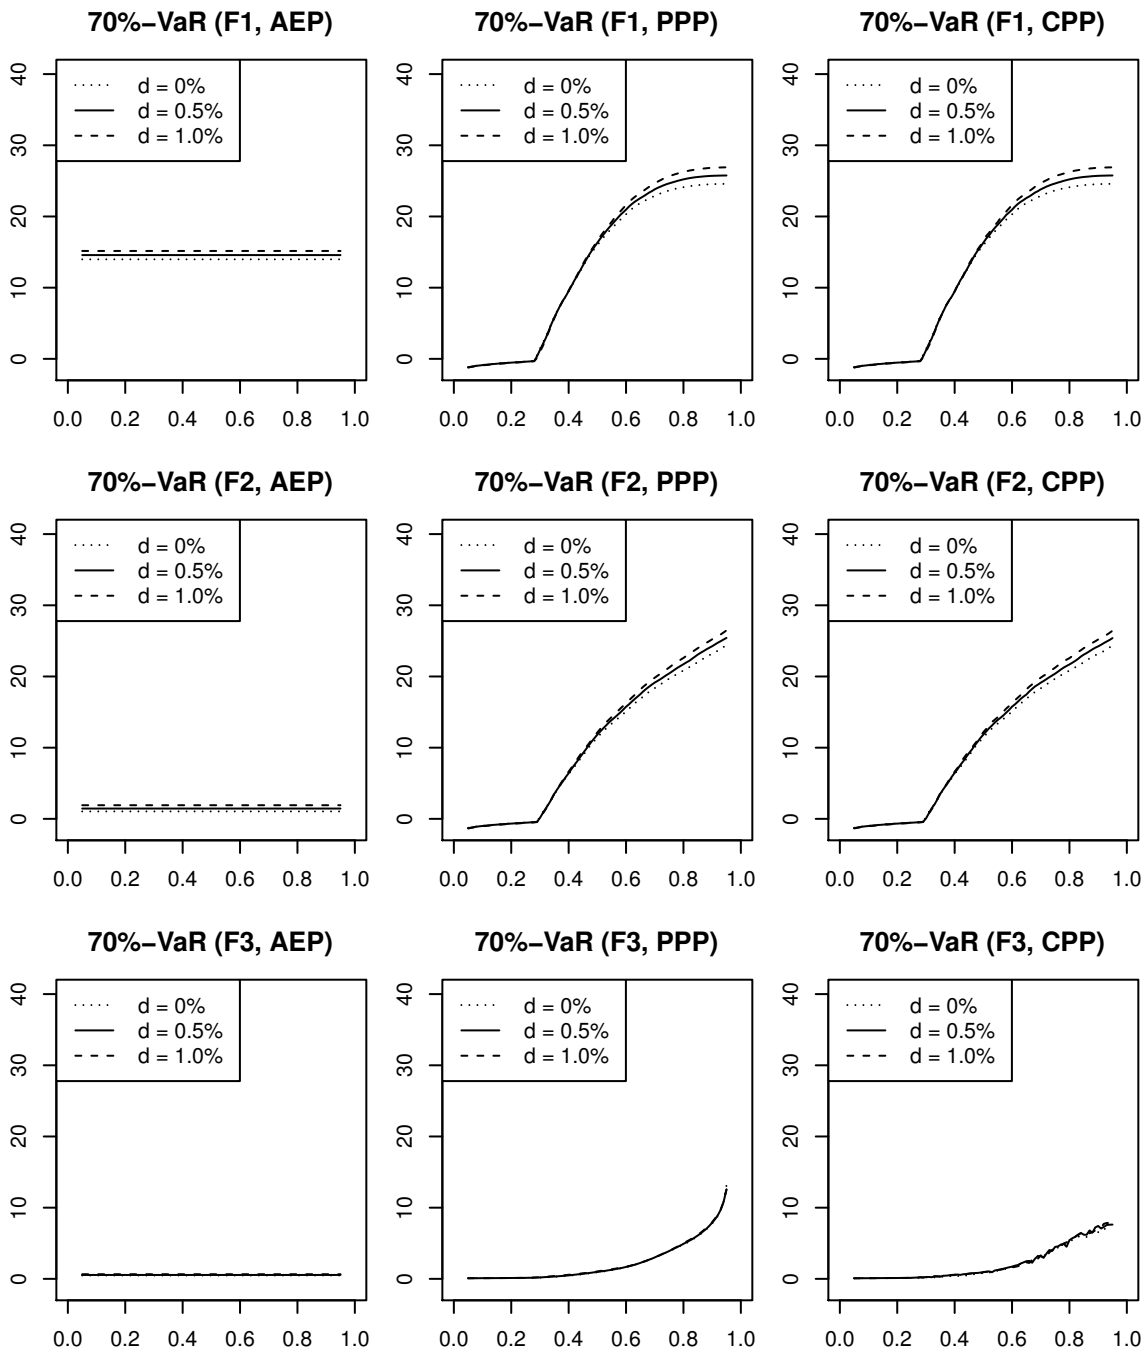 70%−VaR (F1, AEP)
70%−VaR (F1, PPP)
70%−VaR (F1, CPP)
d = 0%
d = 0.5%
d = 1.0%
40
30
20
10
0
0.0 0.2 0.4 0.6 0.8 1.0
d = 0%
d = 0.5%
d = 1.0%
40
30
20
10
0
0.0 0.2 0.4 0.6 0.8 1.0
d = 0%
d = 0.5%
d = 1.0%
40
30
20
10
0
0.0 0.2 0.4 0.6 0.8 1.0
70%−VaR (F2, AEP)
70%−VaR (F2, PPP)
70%−VaR (F2, CPP)
d = 0%
d = 0.5%
d = 1.0%
40
30
20
10
0
0.0 0.2 0.4 0.6 0.8 1.0
d = 0%
d = 0.5%
d = 1.0%
40
30
20
10
0
0.0 0.2 0.4 0.6 0.8 1.0
d = 0%
d = 0.5%
d = 1.0%
40
30
20
10
0
0.0 0.2 0.4 0.6 0.8 1.0
70%−VaR (F3, AEP)
70%−VaR (F3, PPP)
70%−VaR (F3, CPP)
d = 0%
d = 0.5%
d = 1.0%
40
30
20
10
0
0.0 0.2 0.4 0.6 0.8 1.0
d = 0%
d = 0.5%
d = 1.0%
40
30
20
10
0
0.0 0.2 0.4 0.6 0.8 1.0
d = 0%
d = 0.5%
d = 1.0%
40
30
20
10
0
0.0 0.2 0.4 0.6 0.8 1.0